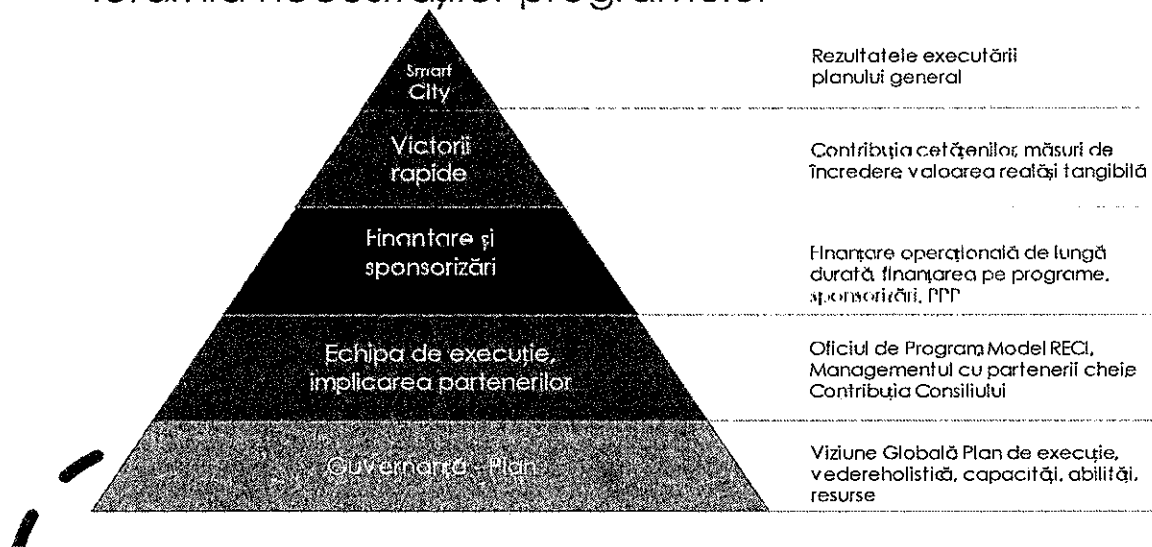 programelor
Smart
City
Rezultatele executării
planului general
Victorii
rapide
Contribuția cetățenilor, măsuri de
încredere valoarea reală și tangibilă
Finanțare și
sponsorizări
Finanțare operațională de lungă
durată, finanțarea pe programe,
sponsorizări, PPP
Echipa de execuție,
implicarea partenerilor
Oficiul de Program Model RECI,
Managementul cu partenerii cheie
Contribuția Consiliului
Guvernanță - Plan
Viziune Globală Plan de execuție,
vedereholistică, capacități, abilități,
resurse